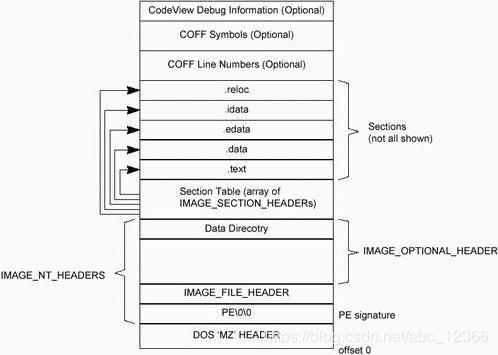 CodeView Debug Information (Optional)
COFF Symbols (Optional)
COFF Line Numbers (Optional)
.reloc
.idata
.edata
.data
.text
Sections
(not all shown)
Section Table (array of
IMAGE_SECTION_HEADERs)
Data Direcotry
IMAGE_OPTIONAL_HEADER
IMAGE_NT_HEADERS
IMAGE_FILE_HEADER
PE\0\0
PE signature
DOS 'MZ' HEADER
https://blog.csdn.net/abc_12366
offset 0